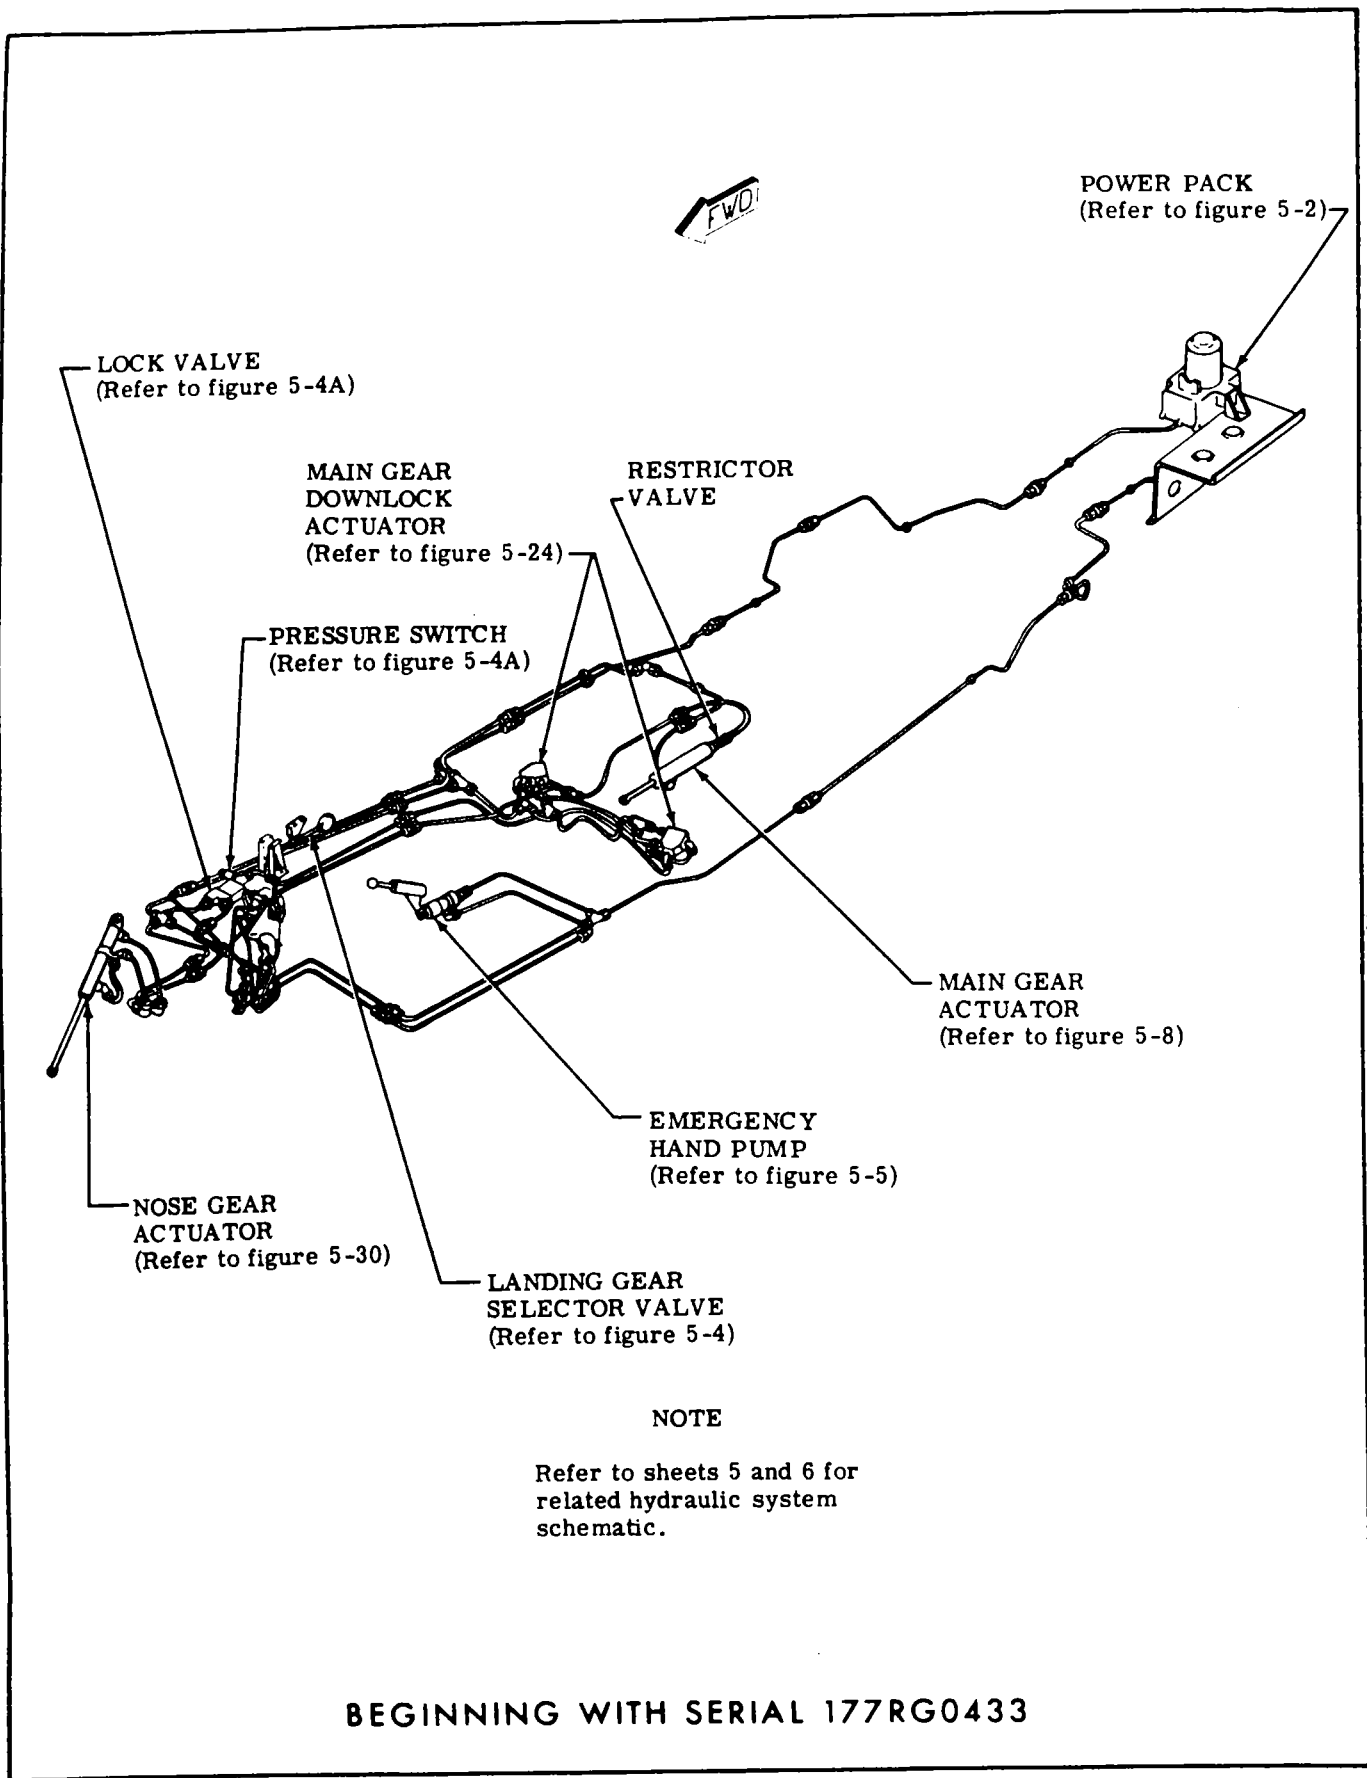 FWD
POWER PACK
(Refer to figure 5-2)
LOCK VALVE
(Refer to figure 5-4A)
MAIN GEAR
DOWNLOCK
ACTUATOR
(Refer to figure 5-24)
RESTRICTOR
VALVE
PRESSURE SWITCH
(Refer to figure 5-4A)
MAIN GEAR
ACTUATOR
(Refer to figure 5-8)
EMERGENCY
HAND PUMP
(Refer to figure 5-5)
NOSE GEAR
ACTUATOR
(Refer to figure 5-30)
LANDING GEAR
SELECTOR VALVE
(Refer to figure 5-4)
NOTE
Refer to sheets 5 and 6 for
related hydraulic system
schematic.
BEGINNING WITH SERIAL 177RG0433